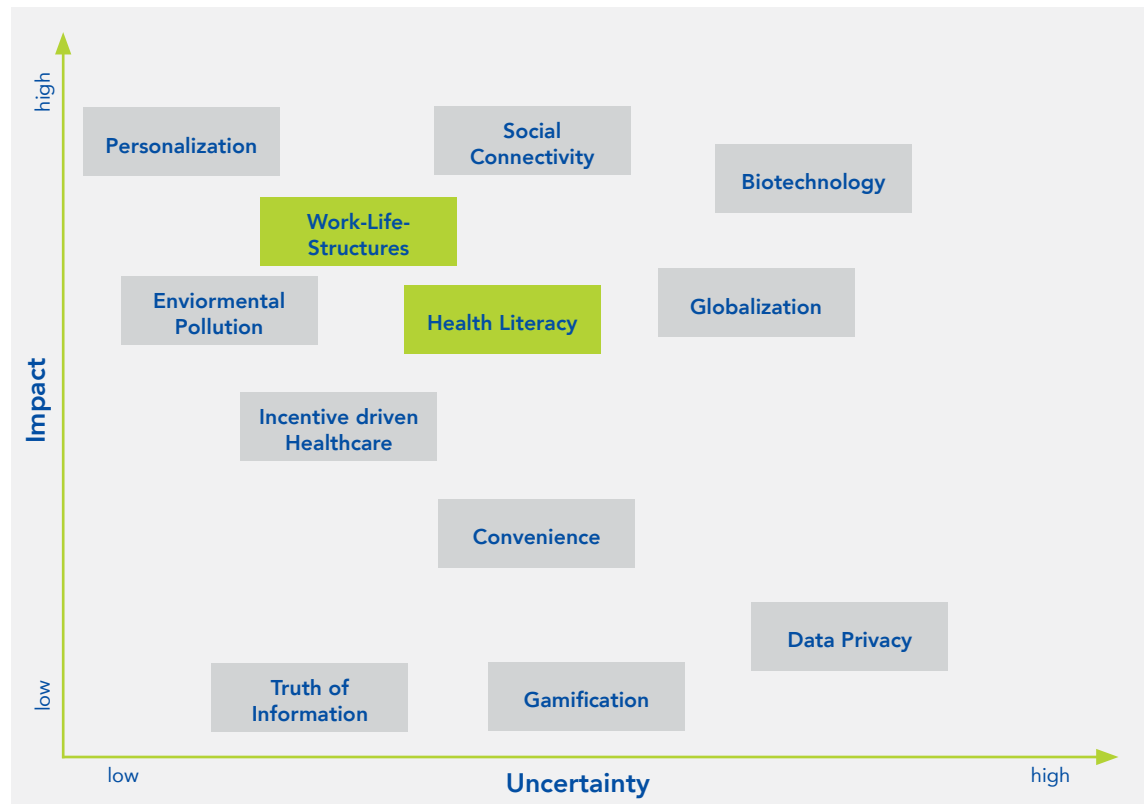 high
Personalization
Social
Connectivity
Biotechnology
Work-Life-
Structures
Enviormental
Pollution
Health Literacy
Globalization
Impact
Incentive driven
Healthcare
Convenience
Data Privacy
low
Truth of
Information
Gamification
low
Uncertainty
high